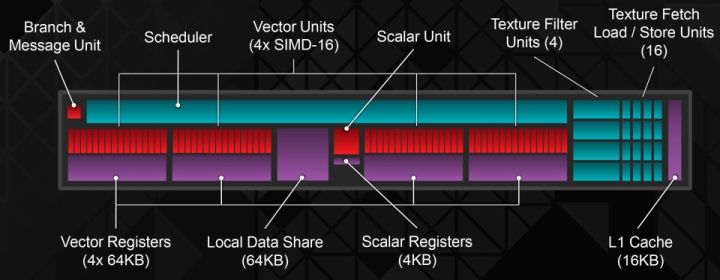 Branch &
Message Unit
Scheduler
Vector Units
(4x SIMD-16)
Scalar Unit
Texture Filter
Units (4)
Texture Fetch
Load / Store Units
(16)
Vector Registers
(4x 64KB)
Local Data Share
(64KB)
Scalar Registers
(4KB)
L1 Cache
(16KB)